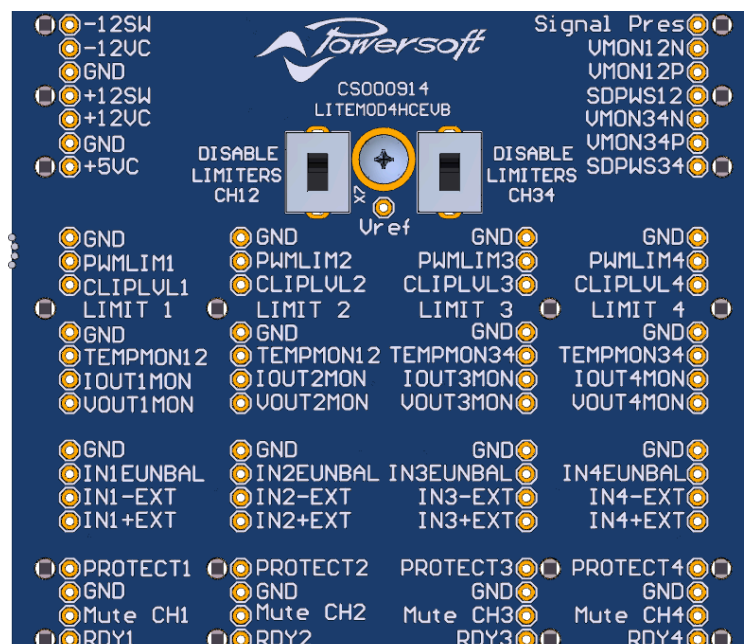 -12SW
-12VC
GND
+12SW
+12VC
GND
+5VC
Powersoft
CS000914
LITEMOD4HCEVB
DISABLE
LIMITERS
CH12
X7
Vref
DISABLE
LIMITERS
CH34
Signal Pres
VMON12N
VMON12P
SDPWS12
VMON34N
VMON34P
SDPWS34
GND GND GND GND
PWMLIM1 PWMLIM2 PWMLIM3 PWMLIM4
CLIPLVL1 CLIPLVL2 CLIPLVL3 CLIPLVL4
LIMIT 1 LIMIT 2 LIMIT 3 LIMIT 4
GND GND GND GND
TEMPMON12 TEMPMON12 TEMPMON34 TEMPMON34
IOUT1MON IOUT2MON IOUT3MON IOUT4MON
VOUT1MON VOUT2MON VOUT3MON VOUT4MON
GND GND GND GND
IN1EUNBAL IN2EUNBAL IN3EUNBAL IN4EUNBAL
IN1-EXT IN2-EXT IN3-EXT IN4-EXT
IN1+EXT IN2+EXT IN3+EXT IN4+EXT
PROTECT1 PROTECT2 PROTECT3 PROTECT4
GND GND GND GND
Mute CH1 Mute CH2 Mute CH3 Mute CH4
RDY1 RDY2 RDY3 RDY4